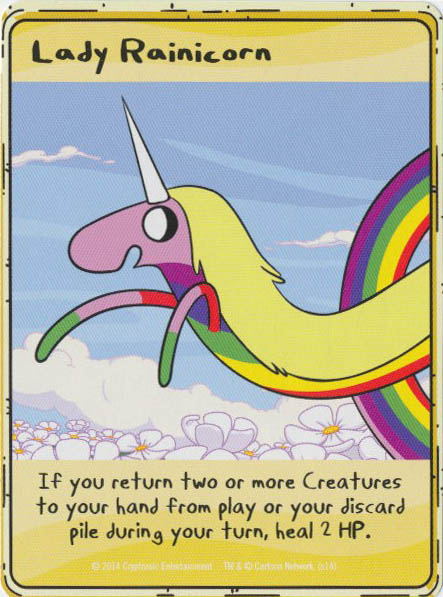 Lady Rainicorn
If you return two or more Creatures
to your hand from play or your discard
pile during your turn, heal 2 HP.
© 2014 Cryptozoic Entertainment TM & © Cartoon Network. (s14)